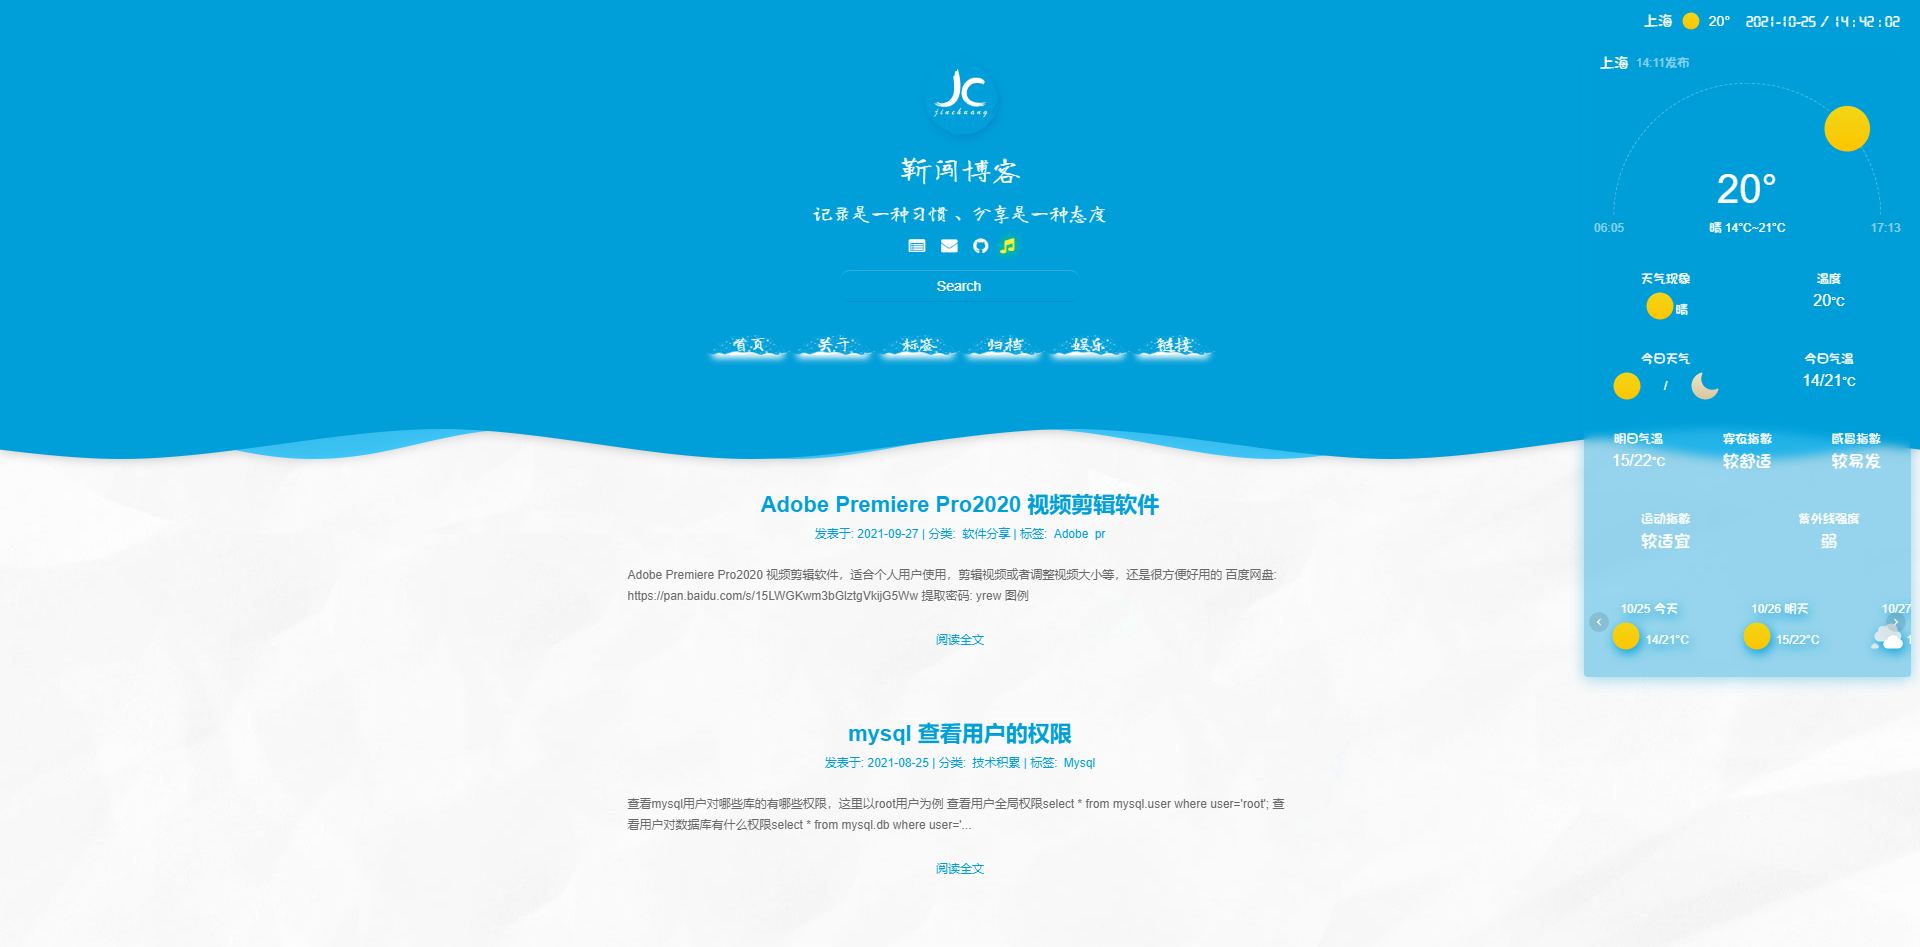 上海 20° 2021-10-25 / 14:42:02
上海 14:11发布
JC
jinchuang
靳闯博客
记录是一种习惯、分享是一种态度
Search
首页 关于 标签 归档 娱乐 链接
20°
06:05 晴 14°C~21°C 17:13
天气现象 温度
晴 20°C
今日天气 今日气温
/ 14/21°C
明日气温 穿衣指数 感冒指数
15/22°C 较舒适 较易发
运动指数 紫外线强度
较适宜 弱
10/25 今天 10/26 明天 10/27
14/21°C 15/22°C 1
Adobe Premiere Pro2020 视频剪辑软件
发表于: 2021-09-27 | 分类: 软件分享 | 标签: Adobe pr
Adobe Premiere Pro2020 视频剪辑软件，适合个人用户使用，剪辑视频或者调整视频大小等，还是很方便好用的 百度网盘:
https://pan.baidu.com/s/15LWGKwm3bGlztgVkijG5Ww 提取密码: yrew 图例
阅读全文
mysql 查看用户的权限
发表于: 2021-08-25 | 分类: 技术积累 | 标签: Mysql
查看mysql用户对哪些库的有哪些权限，这里以root用户为例 查看用户全局权限select * from mysql.user where user='root'; 查
看用户对数据库有什么权限select * from mysql.db where user='...
阅读全文